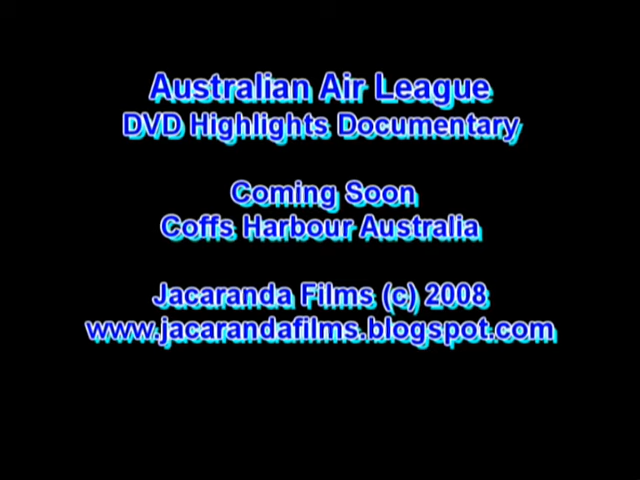 Australian Air League
DVD Highlights Documentary
Coming Soon
Coffs Harbour Australia
Jacaranda Films (c) 2008
www.jacarandafilms.blogspot.com